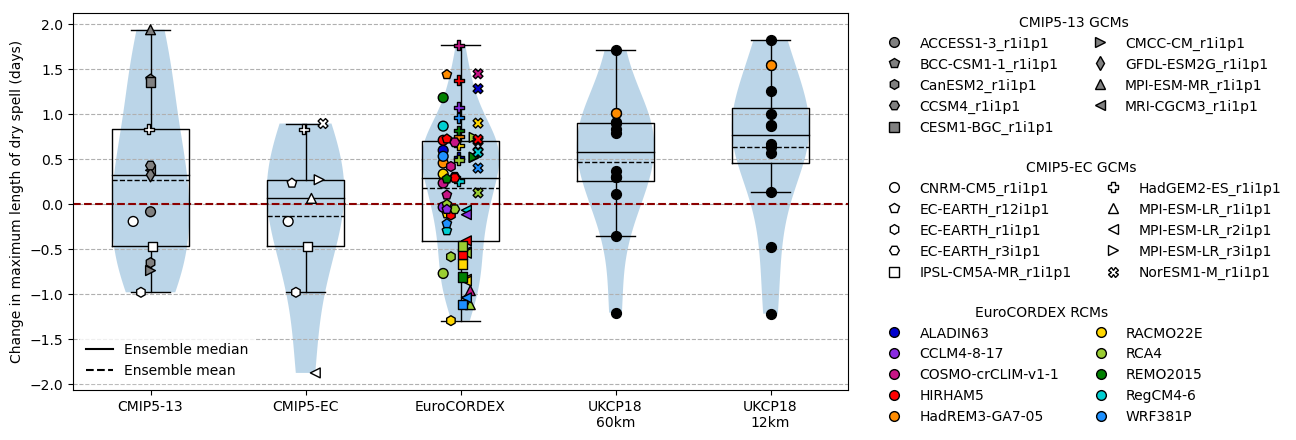 Change in maximum length of dry spell (days)
2.0
1.5
1.0
0.5
0.0
−0.5
−1.0
−1.5
−2.0
Ensemble median
Ensemble mean
CMIP5-13
CMIP5-EC
EuroCORDEX
UKCP18
60km
UKCP18
12km
CMIP5-13 GCMs
ACCESS1-3_r1i1p1
BCC-CSM1-1_r1i1p1
CanESM2_r1i1p1
CCSM4_r1i1p1
CESM1-BGC_r1i1p1
CMCC-CM_r1i1p1
GFDL-ESM2G_r1i1p1
MPI-ESM-MR_r1i1p1
MRI-CGCM3_r1i1p1
CMIP5-EC GCMs
CNRM-CM5_r1i1p1
EC-EARTH_r12i1p1
EC-EARTH_r1i1p1
EC-EARTH_r3i1p1
IPSL-CM5A-MR_r1i1p1
HadGEM2-ES_r1i1p1
MPI-ESM-LR_r1i1p1
MPI-ESM-LR_r2i1p1
MPI-ESM-LR_r3i1p1
NorESM1-M_r1i1p1
EuroCORDEX RCMs
ALADIN63
CCLM4-8-17
COSMO-crCLIM-v1-1
HIRHAM5
HadREM3-GA7-05
RACMO22E
RCA4
REMO2015
RegCM4-6
WRF381P